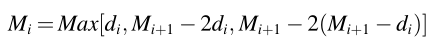 M_i = Max[d_i, M_{i+1} − 2d_i, M_{i+1} − 2(M_{i+1} − d_i)]